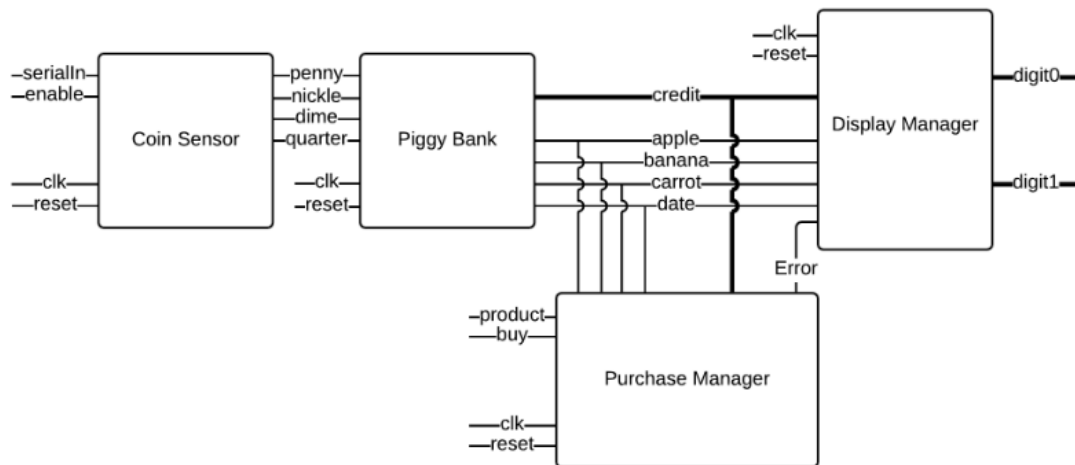 serialIn
enable
clk
reset
Coin Sensor
penny
nickle
dime
quarter
clk
reset
Piggy Bank
credit
apple
banana
carrot
date
clk
reset
Display Manager
digit0
digit1
Error
product
buy
clk
reset
Purchase Manager